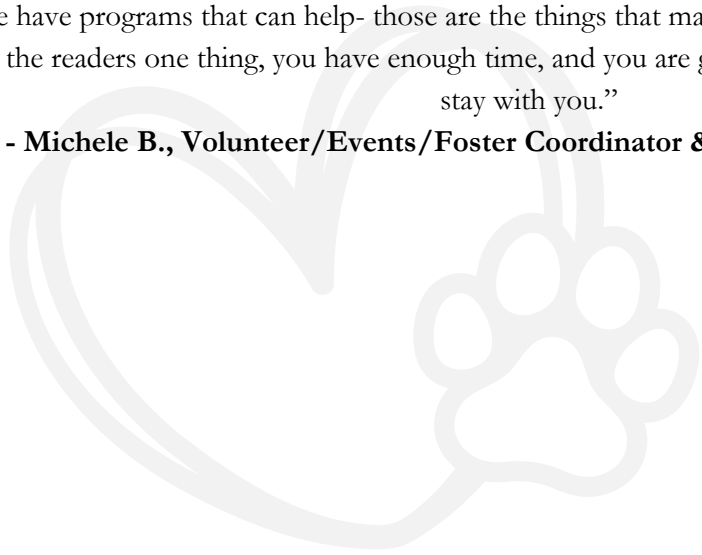 have programs that can help- those are the things that
the readers one thing, you have enough time, and you are
stay with you.”
- Michele B., Volunteer/Events/Foster Coordinator &